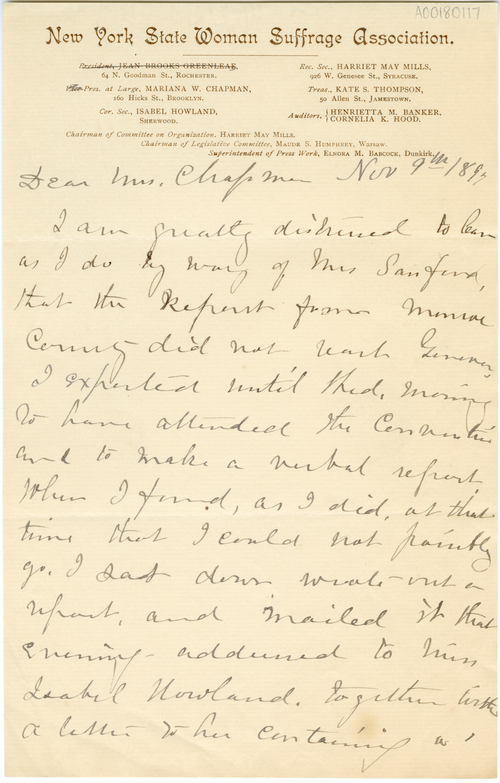 A00180117
New York State Woman Suffrage Association.
President, JEAN BROOKS GREENLEAF,
64 N. Goodman St., ROCHESTER.
Vice-Pres. at Large, MARIANA W. CHAPMAN,
160 Hicks St., BROOKLYN.
Cor. Sec., ISABEL HOWLAND,
SHERWOOD.
Rec. Sec., HARRIET MAY MILLS,
926 W. Genesee St., SYRACUSE.
Treas., KATE S. THOMPSON,
50 Allen St., JAMESTOWN.
Auditors, HENRIETTA M. BANKER,
CORNELIA K. HOOD.
Chairman of Committee on Organization, HARRIET MAY MILLS.
Chairman of Legislative Committee, MAUDE S. HUMPHREY, Warsaw.
Superintendent of Press Work, ELNORA M. BABCOCK, Dunkirk.
Dear Mrs. Chapman Nov 9th 1897
I am greatly distressed to learn
as I do by way of Mrs Sanford,
that the Report from Monroe
County did not reach Geneva,
I expected until Wed. morning
to have attended the Convention
and to make a verbal report
When I found, as I did, at that
time that I could not possibly
go. I sat down wrote out a
report, and mailed it that
evening - addressed to Miss
Isabel Howland. Together with
a letter to her containing